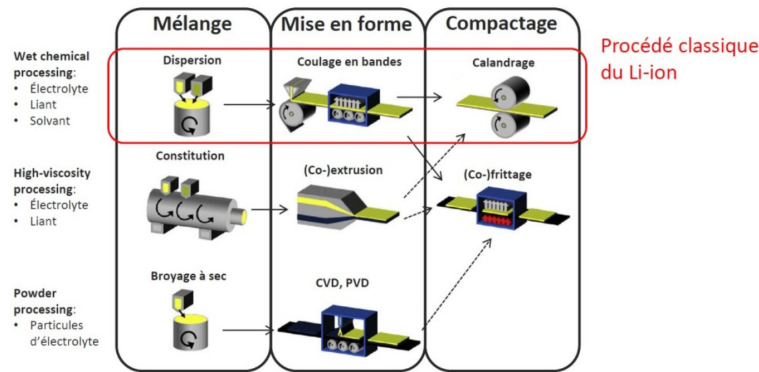 Mélange
Mise en forme
Compactage
Procédé classique
du Li-ion
Wet chemical
processing:
• Électrolyte
• Liant
• Solvant
Dispersion
Coulage en bandes
Calandrage
High-viscosity
processing:
• Électrolyte
• Liant
Constitution
(Co-)extrusion
(Co-)frittage
Powder
processing:
• Particules
d’électrolyte
Broyage à sec
CVD, PVD